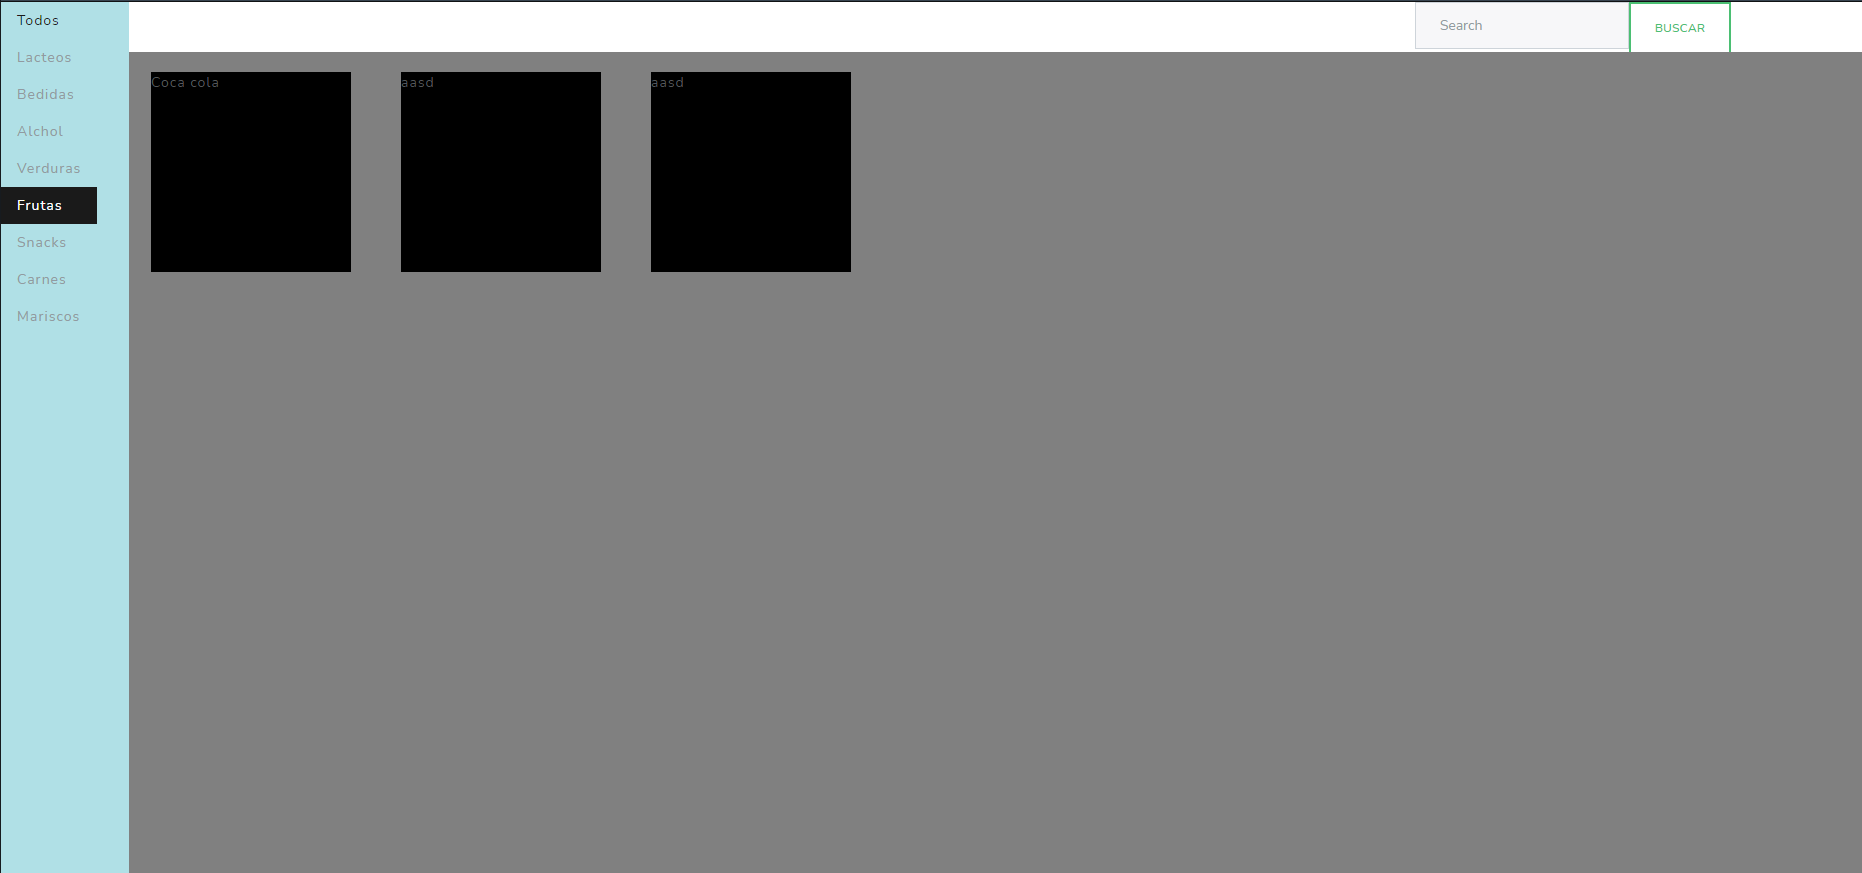 Todos
Lacteos
Bedidas
Alchol
Verduras
Frutas
Snacks
Carnes
Mariscos
Search
BUSCAR
Coca cola
aasd
aasd